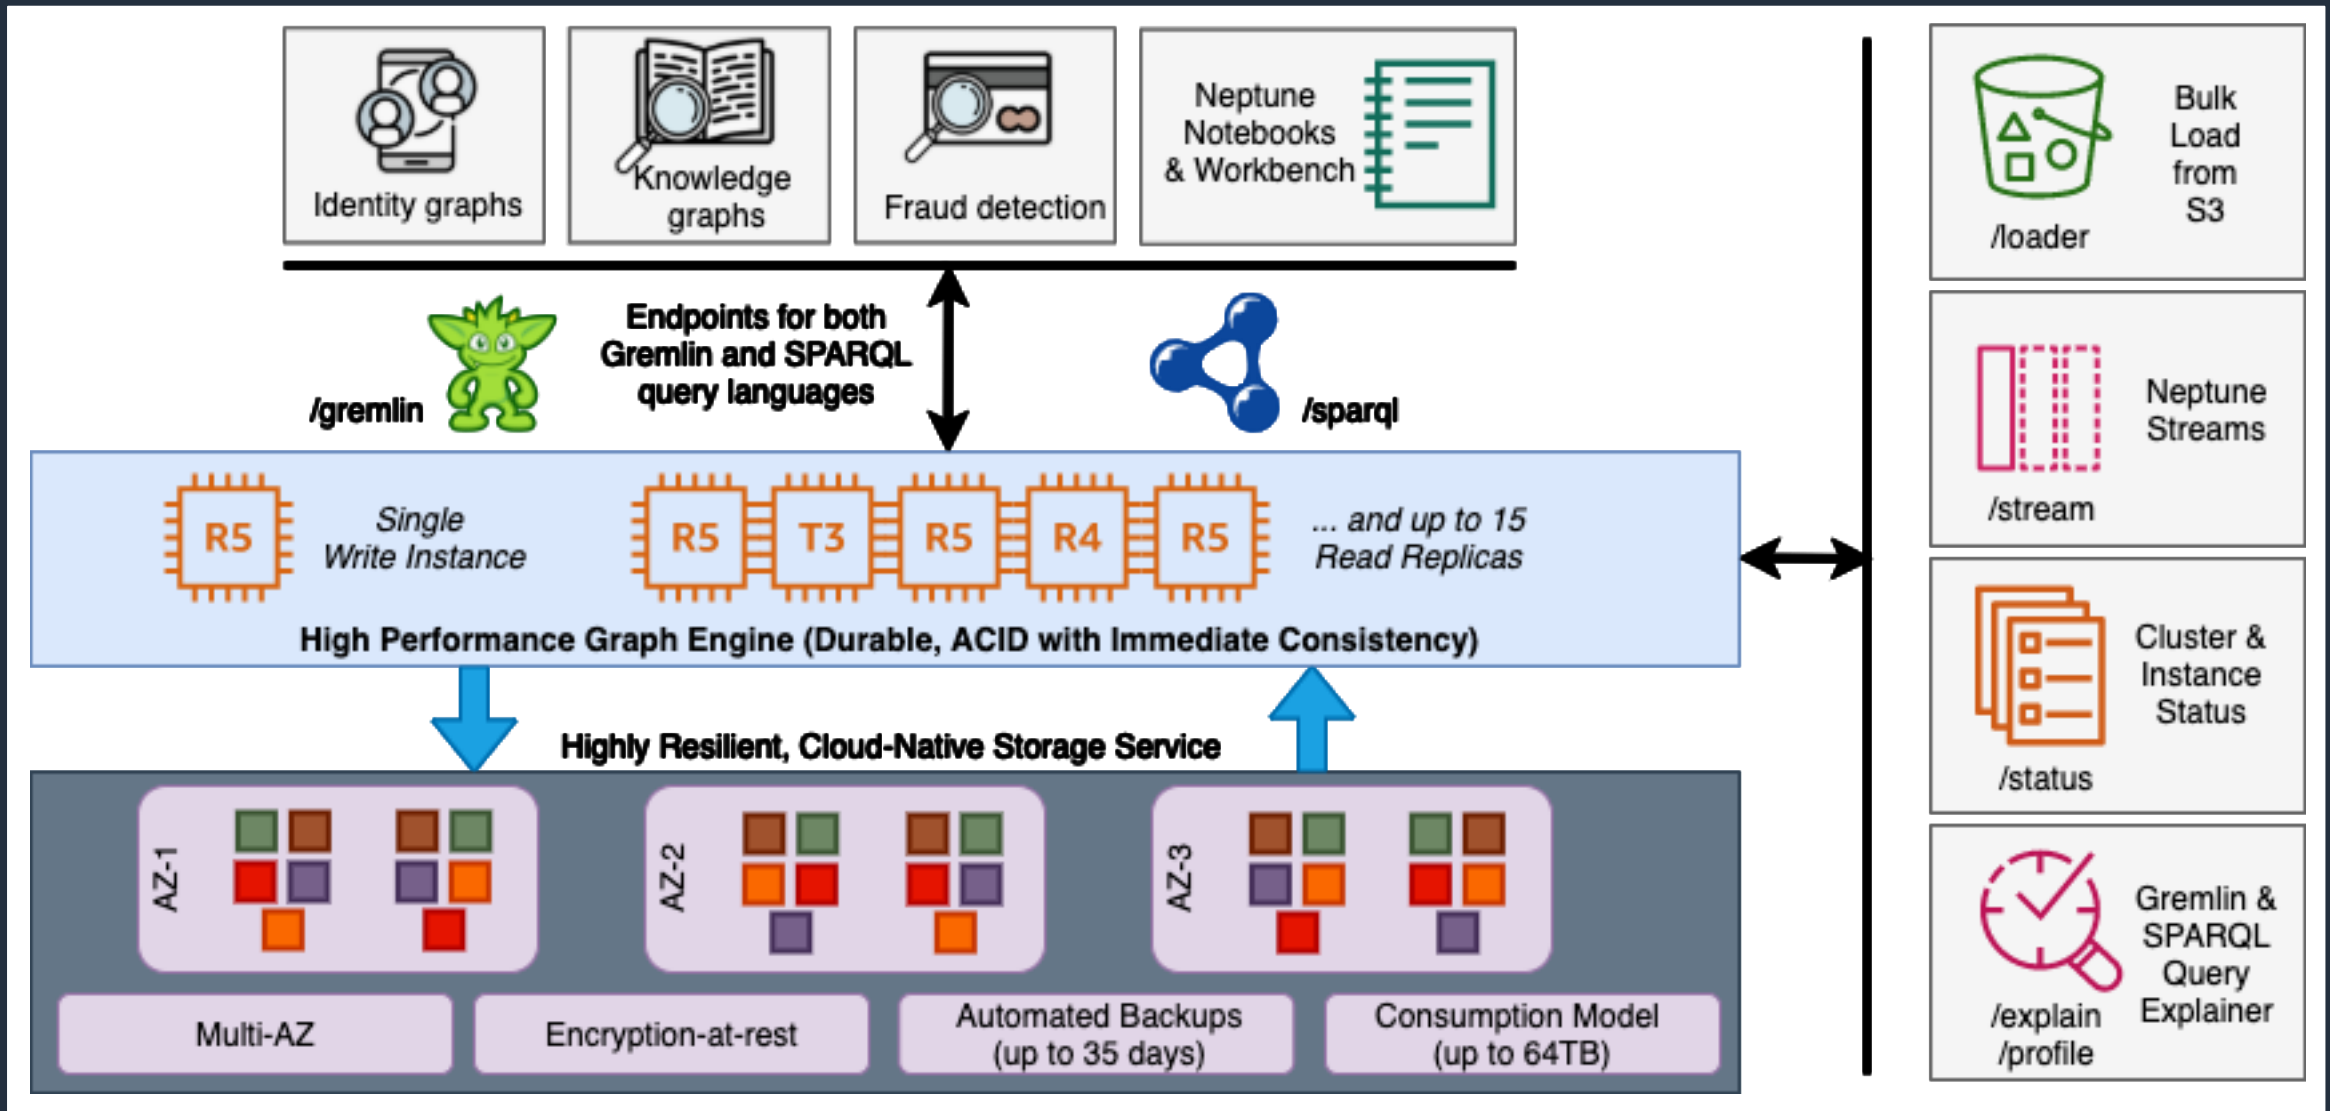 Identity graphs
Knowledge
graphs
Fraud detection
Neptune
Notebooks
& Workbench
/gremlin
Endpoints for both
Gremlin and SPARQL
query languages
/sparql
R5
Single
Write Instance
R5
T3
R5
R4
R5
... and up to 15
Read Replicas
High Performance Graph Engine (Durable, ACID with Immediate Consistency)
Highly Resilient, Cloud-Native Storage Service
AZ-1
AZ-2
AZ-3
Multi-AZ
Encryption-at-rest
Automated Backups
(up to 35 days)
Consumption Model
(up to 64TB)
Bulk
Load
from
S3
/loader
Neptune
Streams
/stream
Cluster &
Instance
Status
/status
Gremlin &
SPARQL
Query
Explainer
/explain
/profile